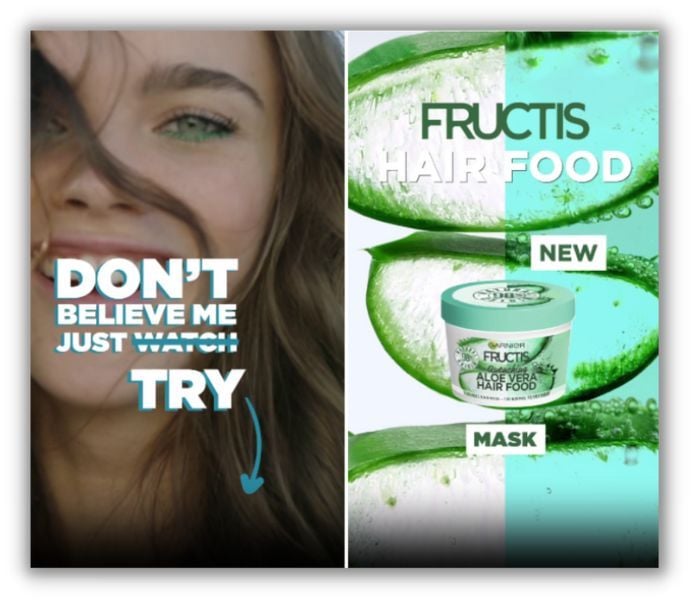 DON'T
BELIEVE ME
JUST WATCH
TRY
FRUCTIS
HAIR FOOD
NEW
GARNIER
FRUCTIS
ALOE VERA
HAIR FOOD
MASK